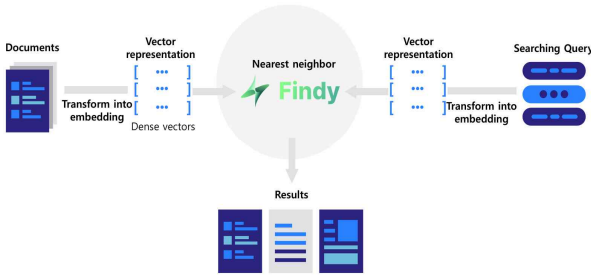 Documents
Transform into
embedding
Vector
representation
[ ••• ]
[ ••• ]
[ ••• ]
Dense vectors
Nearest neighbor
Findy
Vector
representation
[ ••• ]
[ ••• ]
[ ••• ]
Transform into
embedding
Searching Query
Results